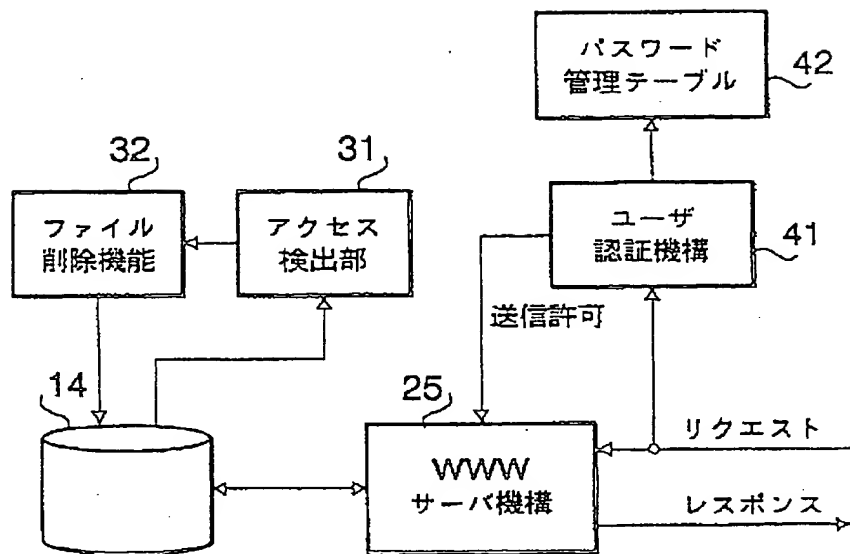 パスワード
管理テーブル
42
32
31
ファイル
削除機能
アクセス
検出部
ユーザ
認証機構
41
送信許可
14
25
リクエスト
WWW
サーバ機構
レスポンス